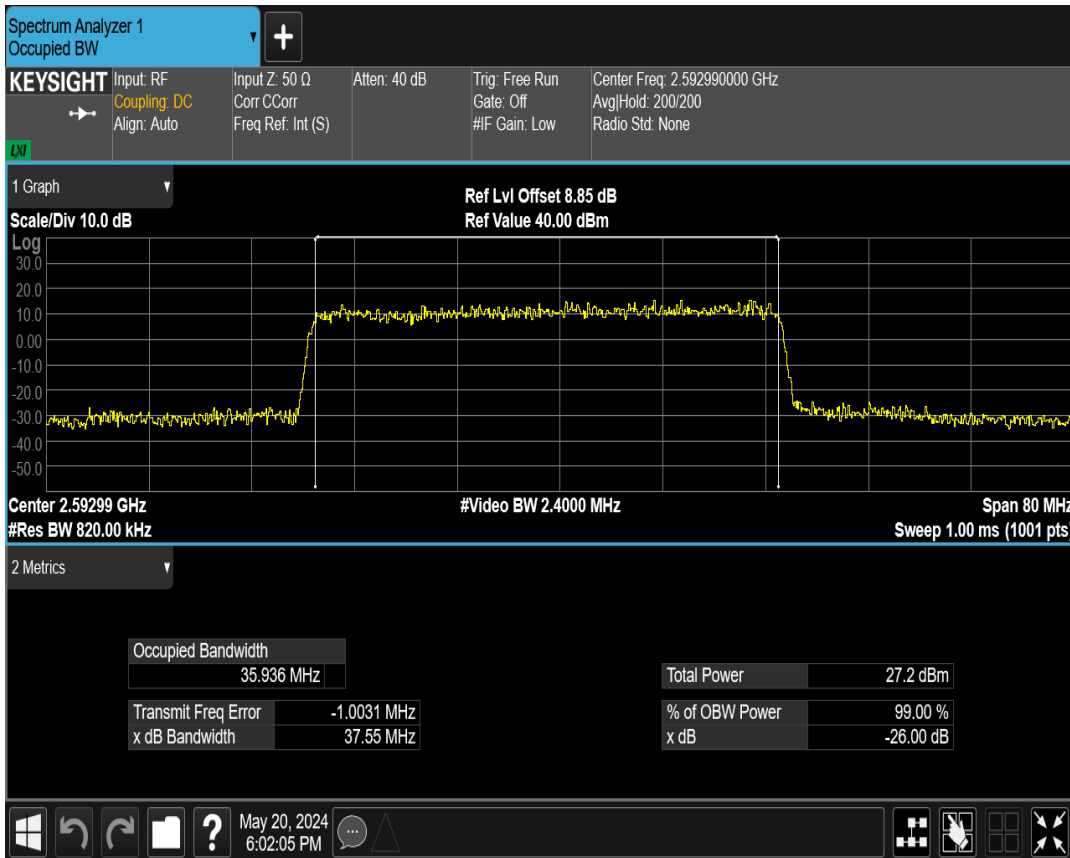 Spectrum Analyzer 1
Occupied BW
KEYSIGHT
LXI
Input: RF
Coupling: DC
Align: Auto
Input Z: 50 Ω
Corr CCorr
Freq Ref: Int (S)
Atten: 40 dB
Trig: Free Run
Gate: Off
#IF Gain: Low
Center Freq: 2.592990000 GHz
Avg|Hold: 200/200
Radio Std: None
1 Graph
Scale/Div 10.0 dB
Ref Lvl Offset 8.85 dB
Ref Value 40.00 dBm
Log
30.0
20.0
10.0
0.00
-10.0
-20.0
-30.0
-40.0
-50.0
Center 2.59299 GHz
#Video BW 2.4000 MHz
Span 80 MHz
#Res BW 820.00 kHz
Sweep 1.00 ms (1001 pts)
2 Metrics
Occupied Bandwidth
35.936 MHz
Total Power 27.2 dBm
Transmit Freq Error -1.0031 MHz
% of OBW Power 99.00 %
x dB Bandwidth 37.55 MHz
x dB -26.00 dB
?
May 20, 2024
6:02:05 PM